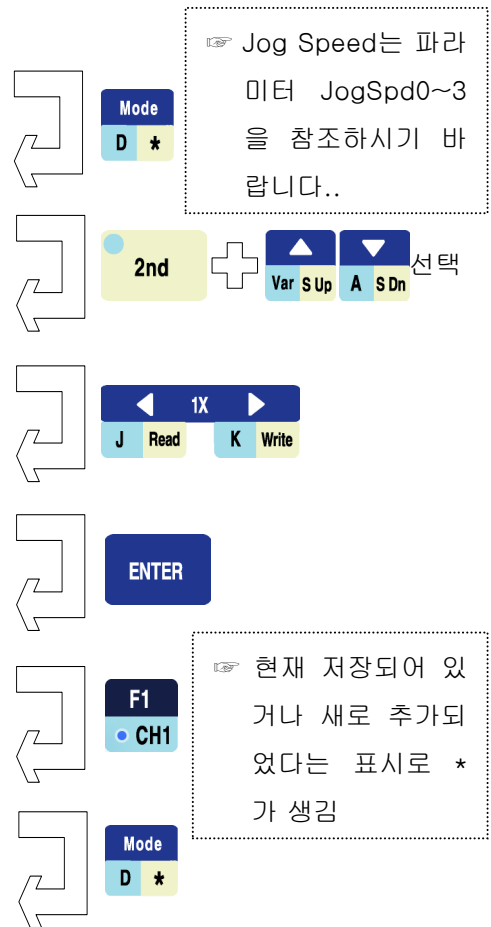 ☞ Jog Speed는 파라
미터 JogSpd0~3
을 참조하시기 바
랍니다..
Mode
D *
2nd
Var S Up A S Dn 선택
1X
J Read K Write
ENTER
F1
CH1
☞ 현재 저장되어 있
거나 새로 추가되
었다는 표시로 *
가 생김
Mode
D *